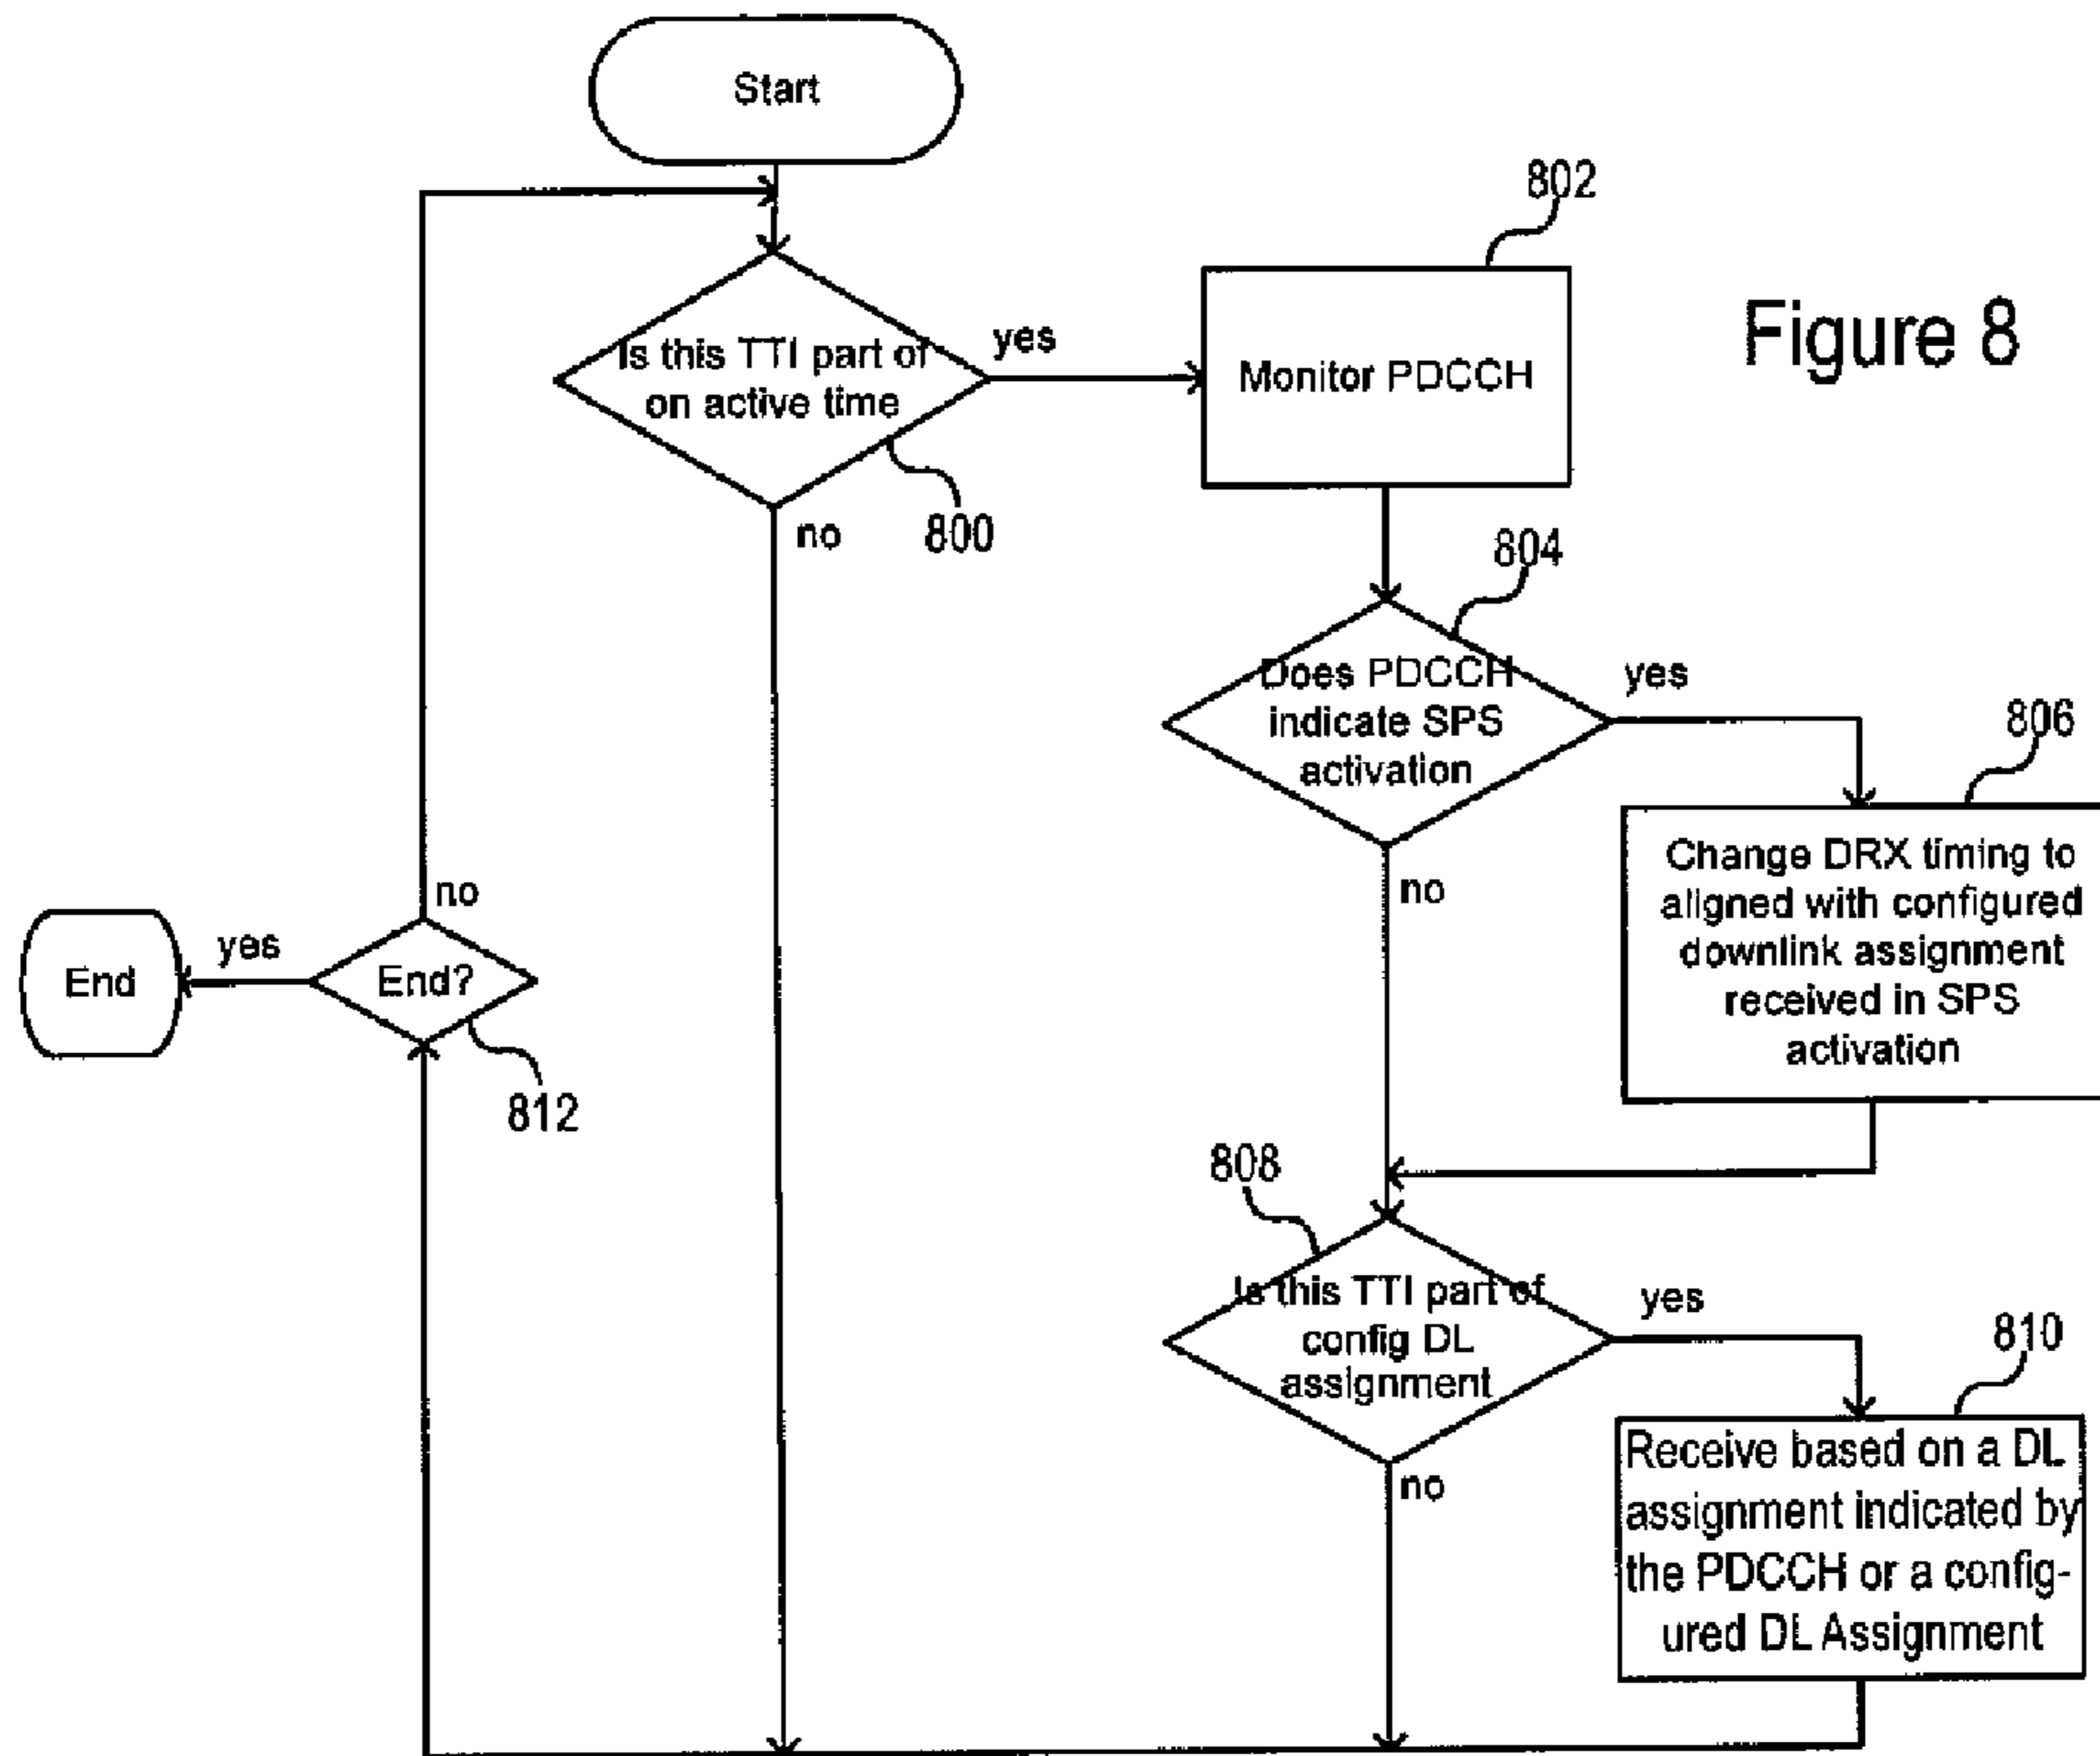 Start
802
Figure 8
Is this TTI part of
on active time
yes
Monitor PDCCH
no
800
804
Does PDCCH
indicate SPS
activation
yes
806
no
Change DRX timing to
aligned with configured
downlink assignment
received in SPS
activation
no
yes
End
End?
812
808
Is this TTI part of
config DL
assignment
yes
810
no
Receive based on a DL
assignment indicated by
the PDCCH or a config-
ured DL Assignment